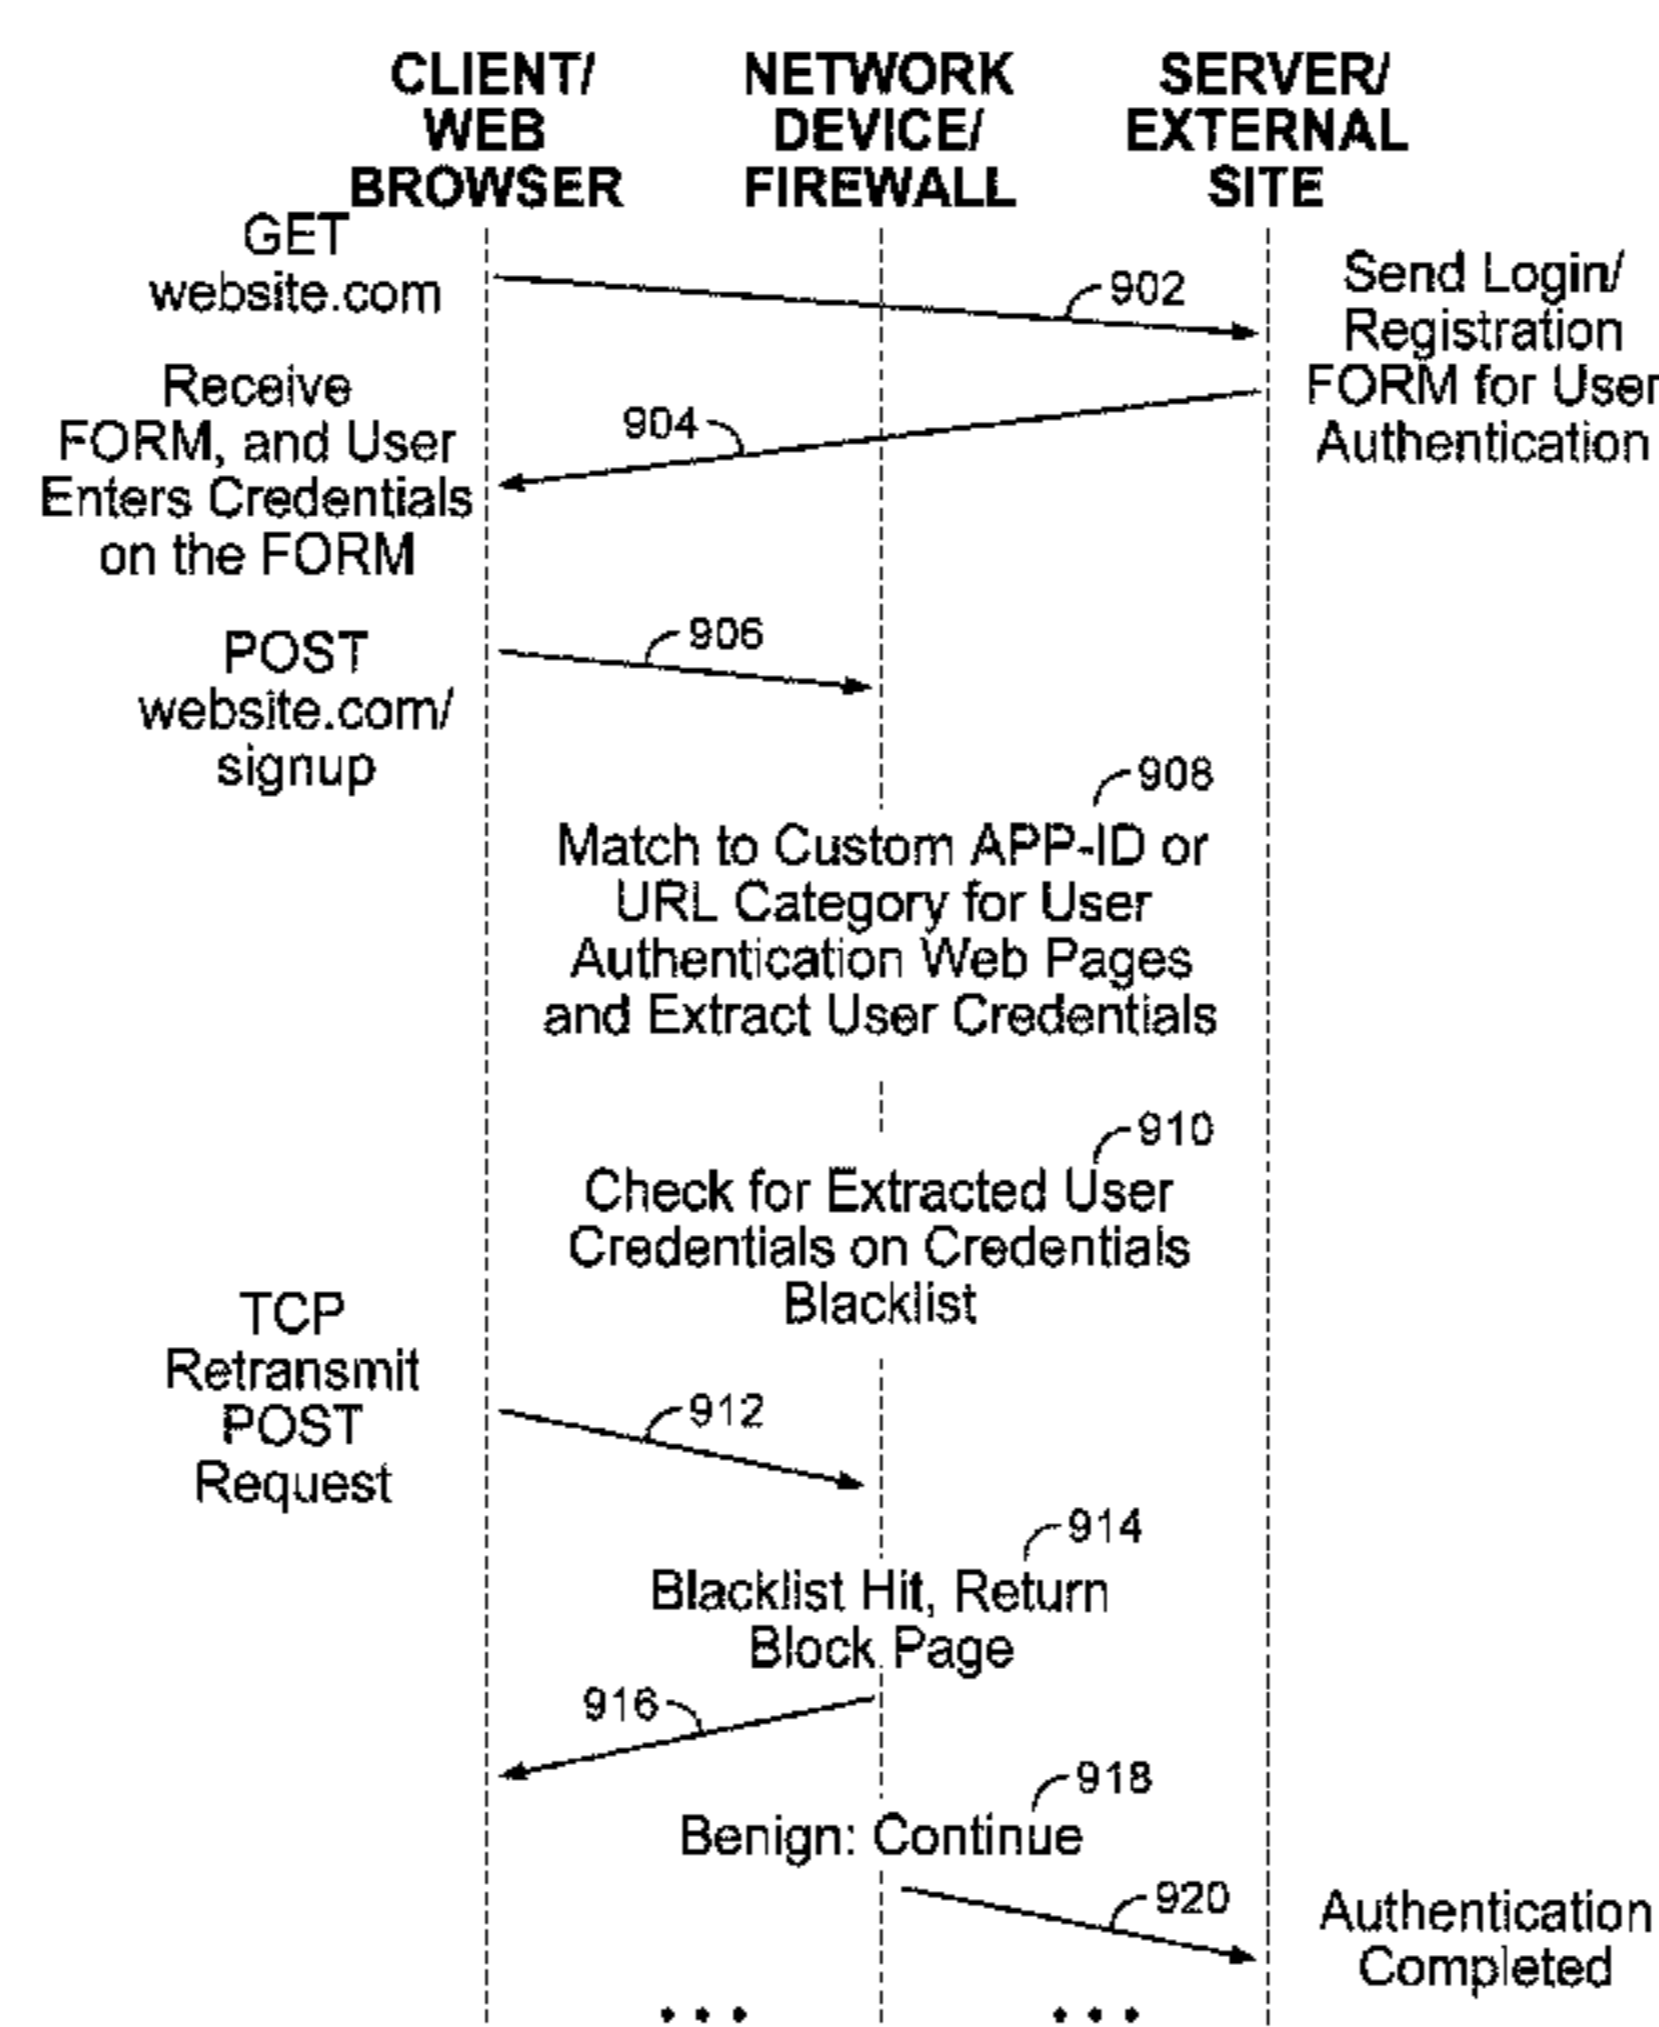 CLIENT/
WEB
BROWSER
NETWORK
DEVICE/
FIREWALL
SERVER/
EXTERNAL
SITE
GET
website.com
902
Send Login/
Registration
FORM for User
Authentication
Receive
FORM, and User
Enters Credentials
on the FORM
904
POST
website.com/
signup
906
908
Match to Custom APP-ID or
URL Category for User
Authentication Web Pages
and Extract User Credentials
910
Check for Extracted User
Credentials on Credentials
Blacklist
TCP
Retransmit
POST
Request
912
914
Blacklist Hit, Return
Block Page
916
918
Benign: Continue
920
Authentication
Completed
... ...